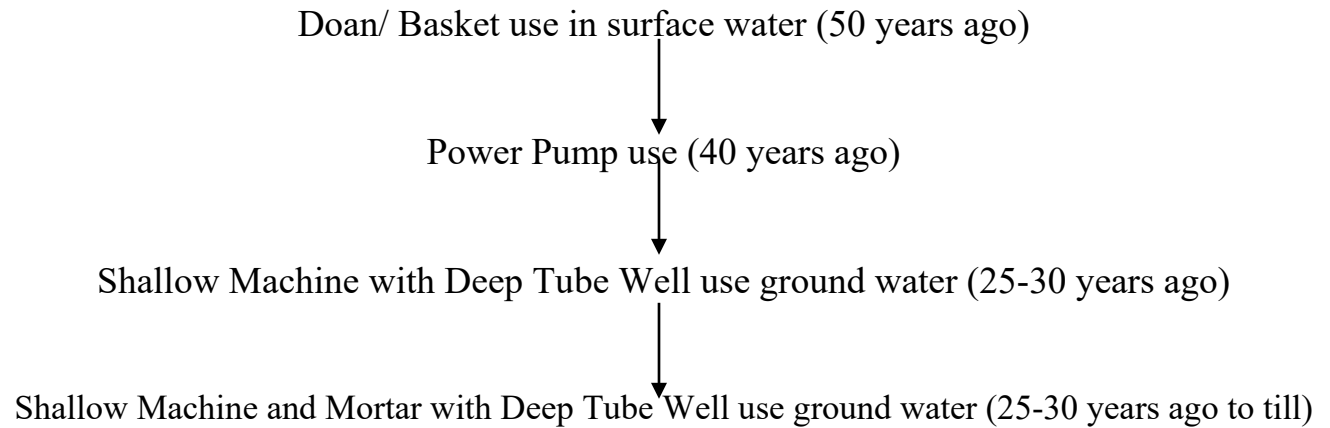 Doan/ Basket use in surface water (50 years ago)
Power Pump use (40 years ago)
Shallow Machine with Deep Tube Well use ground water (25-30 years ago)
Shallow Machine and Mortar with Deep Tube Well use ground water (25-30 years ago to till)